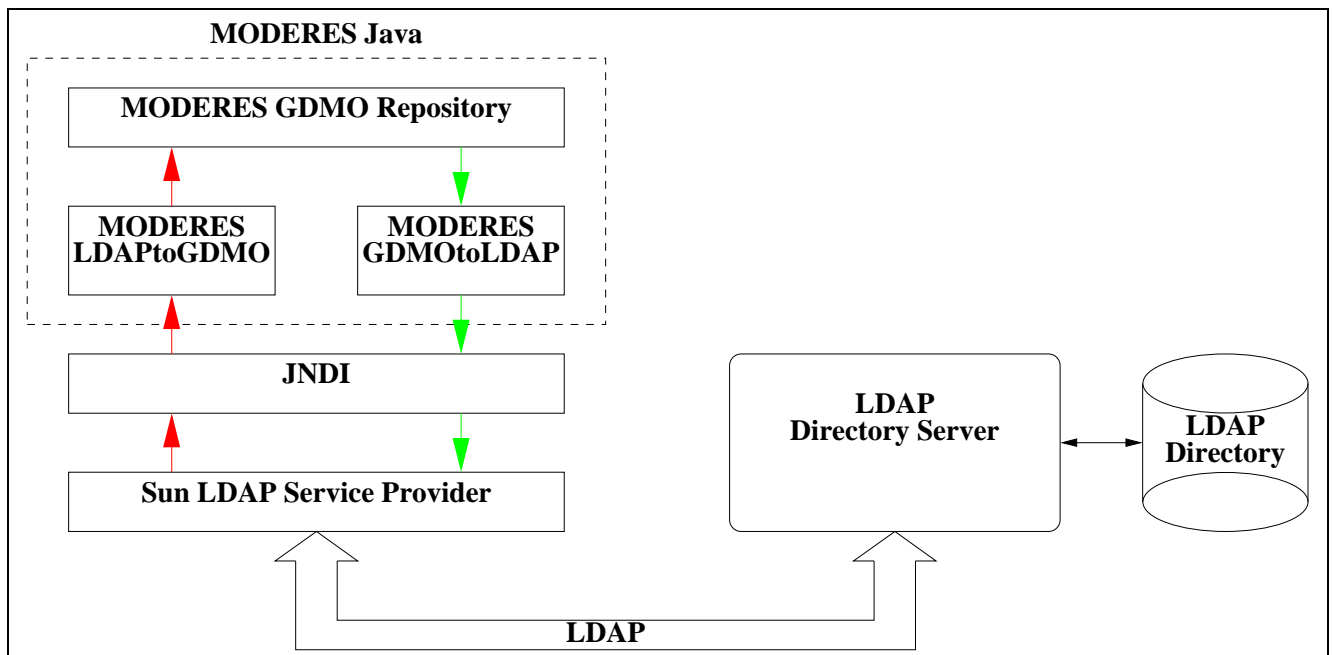 MODERES Java
MODERES GDMO Repository
MODERES
LDAPtoGDMO
MODERES
GDMOtoLDAP
JNDI
Sun LDAP Service Provider
LDAP
Directory Server
LDAP
Directory
LDAP